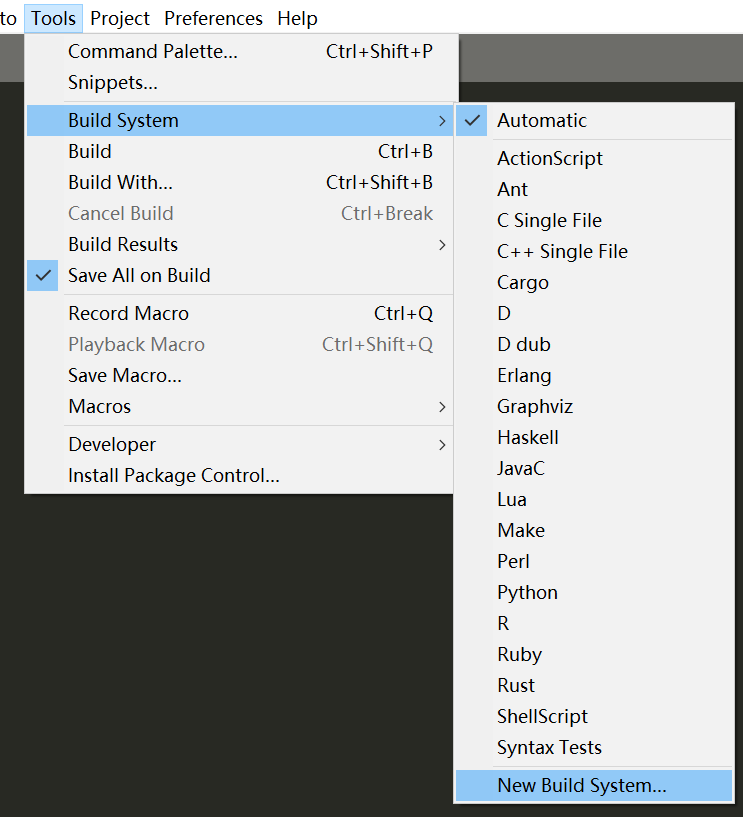 to Tools Project Preferences Help
Command Palette... Ctrl+Shift+P
Snippets...
Build System
Build Ctrl+B
Build With... Ctrl+Shift+B
Cancel Build Ctrl+Break
Build Results
Save All on Build
Record Macro Ctrl+Q
Playback Macro Ctrl+Shift+Q
Save Macro...
Macros
Developer
Install Package Control...
Automatic
ActionScript
Ant
C Single File
C++ Single File
Cargo
D
D dub
Erlang
Graphviz
Haskell
JavaC
Lua
Make
Perl
Python
R
Ruby
Rust
ShellScript
Syntax Tests
New Build System...